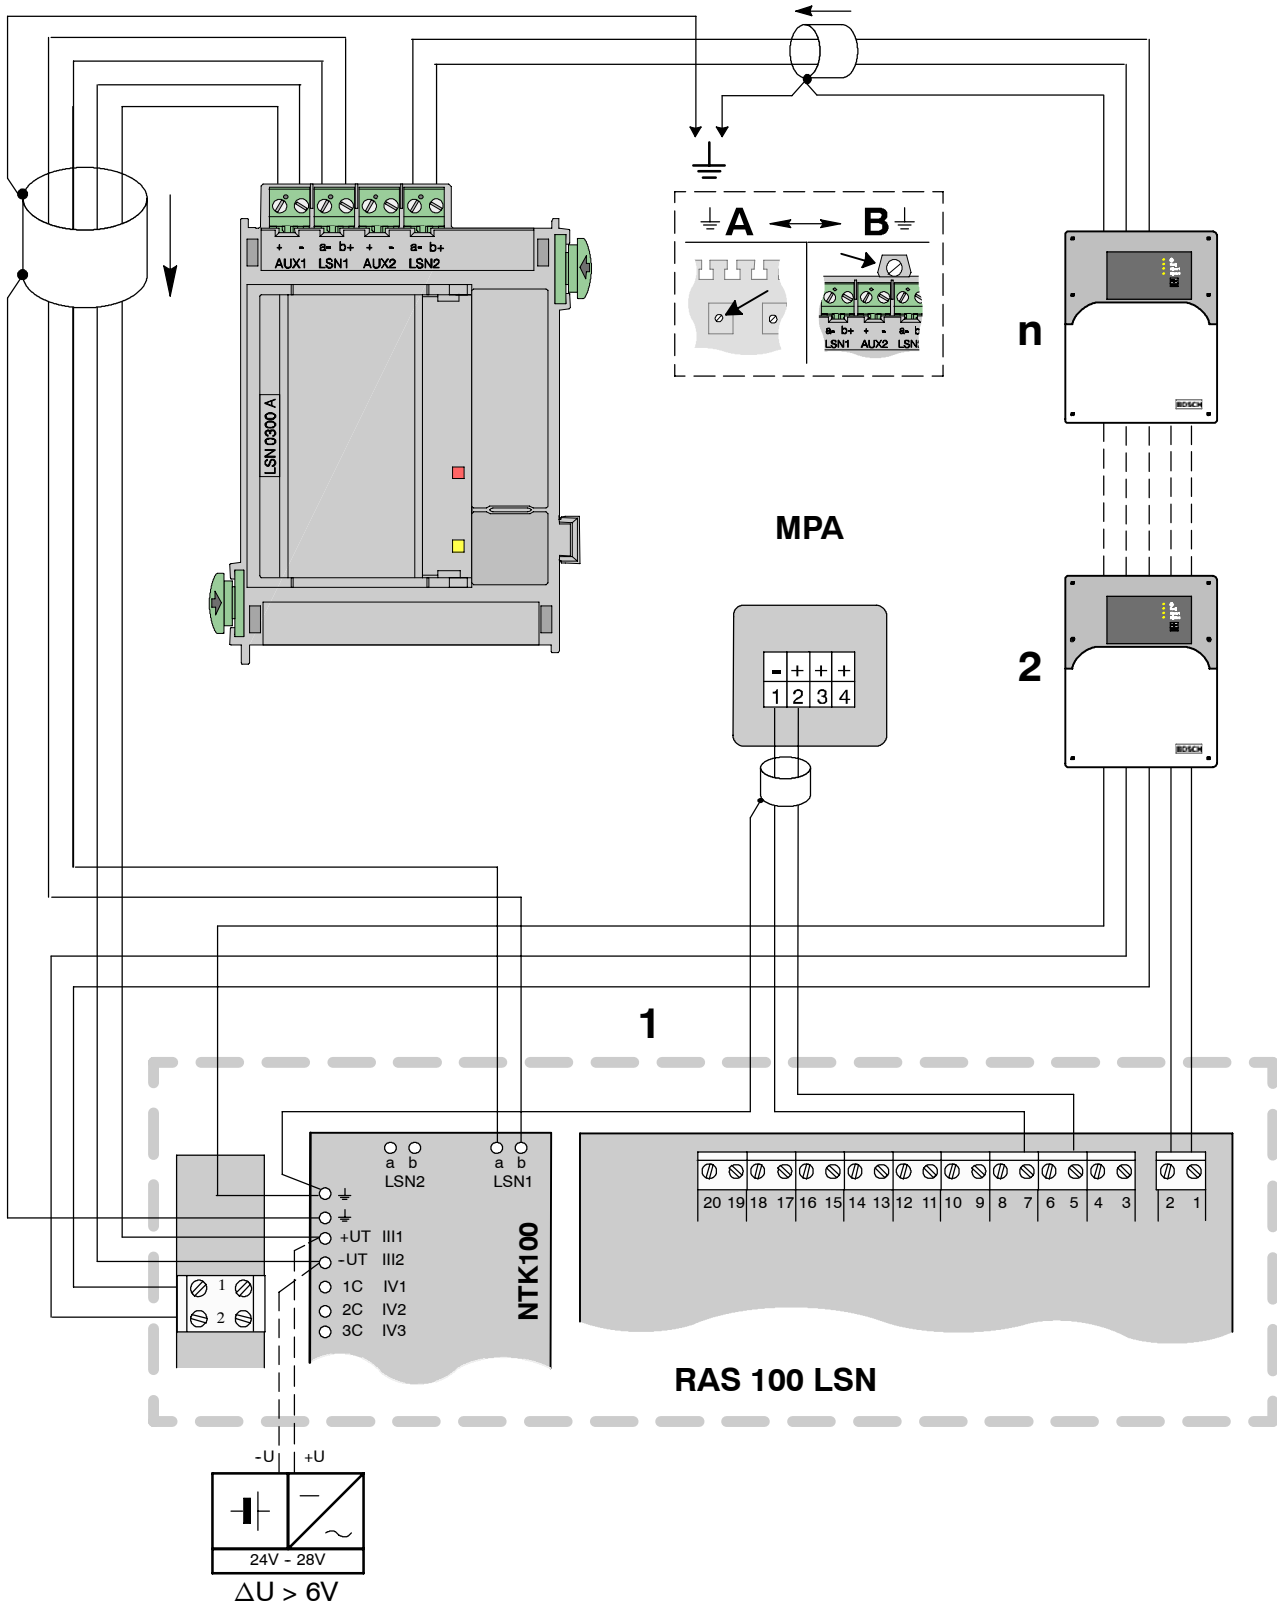 + - a- b+ + - a- b+
AUX1 LSN1 AUX2 LSN2
LSN 0300 A
A B
a- b+ + - a- b
LSN1 AUX2 LSN
n
BOSCH
MPA
2
BOSCH
- + + +
1 2 3 4
1
a b a b
LSN2 LSN1
+UT III1
-UT III2
1C IV1
2C IV2
3C IV3
NTK100
1
2
20 19 18 17 16 15 14 13 12 11 10 9 8 7 6 5 4 3 2 1
RAS 100 LSN
-U +U
24V - 28V
ΔU > 6V